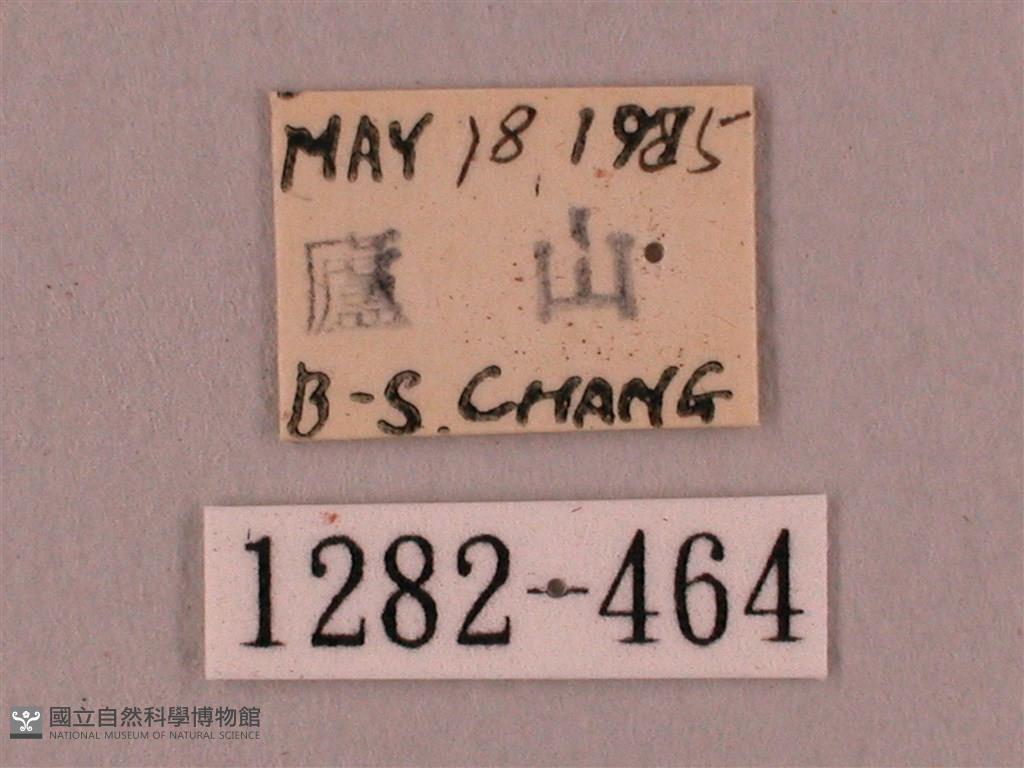 MAY 18, 1985
廬山
B-S. CHANG
1282-464
國立自然科學博物館
NATIONAL MUSEUM OF NATURAL SCIENCE